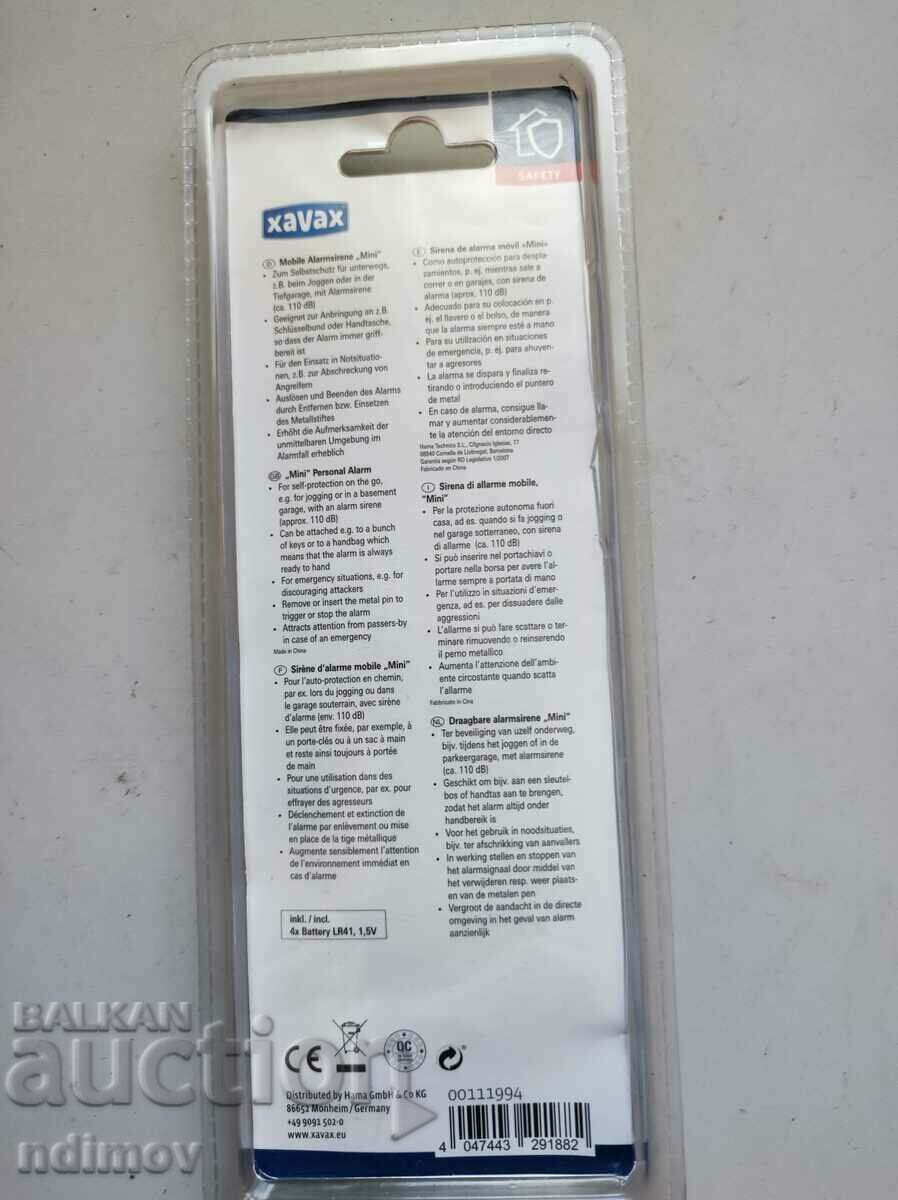 SAFETY
xavax
D Mobile Alarmsirene „Mini"
• Zum Selbstschutz für unterwegs,
z.B. beim Joggen oder in der
Tiefgarage, mit Alarmsirene
(ca. 110 dB)
• Geeignet zur Anbringung an z.B.
Schlüsselbund oder Handtasche,
so dass der Alarm immer griff-
bereit ist
• Für den Einsatz in Notsituatio-
nen, z.B. zur Abschreckung von
Angreifern
• Auslösen und Beenden des Alarms
durch Entfernen bzw. Einsetzen
des Metallstiftes
• Erhöht die Aufmerksamkeit der
unmittelbaren Umgebung im
Alarmfall erheblich
GB „Mini" Personal Alarm
• For self-protection on the go,
e.g. for jogging or in a basement
garage, with an alarm sirene
(approx. 110 dB)
• Can be attached e.g. to a bunch
of keys or to a handbag which
means that the alarm is always
ready to hand
• For emergency situations, e.g. for
discouraging attackers
• Remove or insert the metal pin to
trigger or stop the alarm
• Attracts attention from passers-by
in case of an emergency
Made in China
F Sirène d'alarme mobile „Mini"
• Pour l'auto-protection en chemin,
par ex. lors du jogging ou dans
le garage souterrain, avec sirène
d'alarme (env. 110 dB)
• Elle peut être fixée, par exemple, à
un porte-clés ou à un sac à main
et reste ainsi toujours à portée
de main
• Pour une utilisation dans des
situations d'urgence, par ex. pour
effrayer des agresseurs
• Déclenchement et extinction de
l'alarme par enlèvement ou mise
en place de la tige métallique
• Augmente sensiblement l'attention
de l'environnement immédiat en
cas d'alarme
inkl. / incl.
4x Battery LR41, 1,5V
E Sirena de alarma móvil «Mini»
• Como autoprotección para despla-
zamientos, p. ej. mientras sale a
correr o en garajes, con sirena de
alarma (aprox. 110 dB)
• Adecuado para su colocación en p.
ej. el llavero o el bolso, de manera
que la alarma siempre esté a mano
• Para su utilización en situaciones
de emergencia, p. ej. para ahuyen-
tar a agresores
• La alarma se dispara y finaliza re-
tirando o introduciendo el puntero
de metal
• En caso de alarma, consigue lla-
mar y aumentar considerablemen-
te la atención del entorno directo
Hama Technics S.L., C/Ignacio Iglesias, 17
08940 Cornella de Llobregat, Barcelona
Garantía según RD Legislativo 1/2007
Fabricado en China
I Sirena di allarme mobile,
"Mini"
• Per la protezione autonoma fuori
casa, ad es. quando si fa jogging o
nel garage sotterraneo, con sirena
di allarme (ca. 110 dB)
• Si può inserire nel portachiavi o
portare nella borsa per avere l'al-
larme sempre a portata di mano
• Per l'utilizzo in situazioni d'emer-
genza, ad es. per dissuadere dalle
aggressioni
• L'allarme si può fare scattare o ter-
minare rimuovendo o reinserendo
il perno metallico
• Aumenta l'attenzione dell'ambi-
ente circostante quando scatta
l'allarme
Fabbricato in Cina
NL Draagbare alarmsirene „Mini"
• Ter beveiliging van uzelf onderweg,
bijv. tijdens het joggen of in de
parkeergarage, met alarmsirene
(ca. 110 dB)
• Geschikt om bijv. aan een sleutel-
bos of handtas aan te brengen,
zodat het alarm altijd onder
handbereik is
• Voor het gebruik in noodsituaties,
bijv. ter afschrikking van aanvallers
• In werking stellen en stoppen van
het alarmsignaal door middel van
het verwijderen resp. weer plaats-
en van de metalen pen
• Vergroot de aandacht in de directe
omgeving in het geval van alarm
aanzienlijk
CE
QC
Distributed by Hama GmbH & Co KG
86652 Monheim/Germany
+49 9091 502-0
www.xavax.eu
00111994
4 047443 291882
BALKAN
auction
ndimov